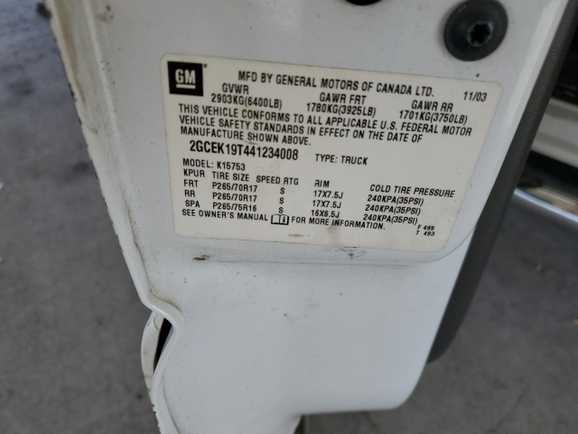 GM
MFD BY GENERAL MOTORS OF CANADA LTD. 11/03
GVWR GAWR FRT GAWR RR
2903KG(6400LB) 1780KG(3925LB) 1701KG(3750LB)
THIS VEHICLE CONFORMS TO ALL APPLICABLE U.S. FEDERAL MOTOR
VEHICLE SAFETY STANDARDS IN EFFECT ON THE DATE OF
MANUFACTURE SHOWN ABOVE.
2GCEK19T441234008 TYPE: TRUCK
MODEL: K15753
KPUR TIRE SIZE SPEED RTG RIM COLD TIRE PRESSURE
FRT P265/70R17 S 17X7.5J 240KPA(35PSI)
RR P265/70R17 S 17X7.5J 240KPA(35PSI)
SPA P265/75R16 S 16X6.5J 240KPA(35PSI)
SEE OWNER'S MANUAL FOR MORE INFORMATION. F 495
T 493